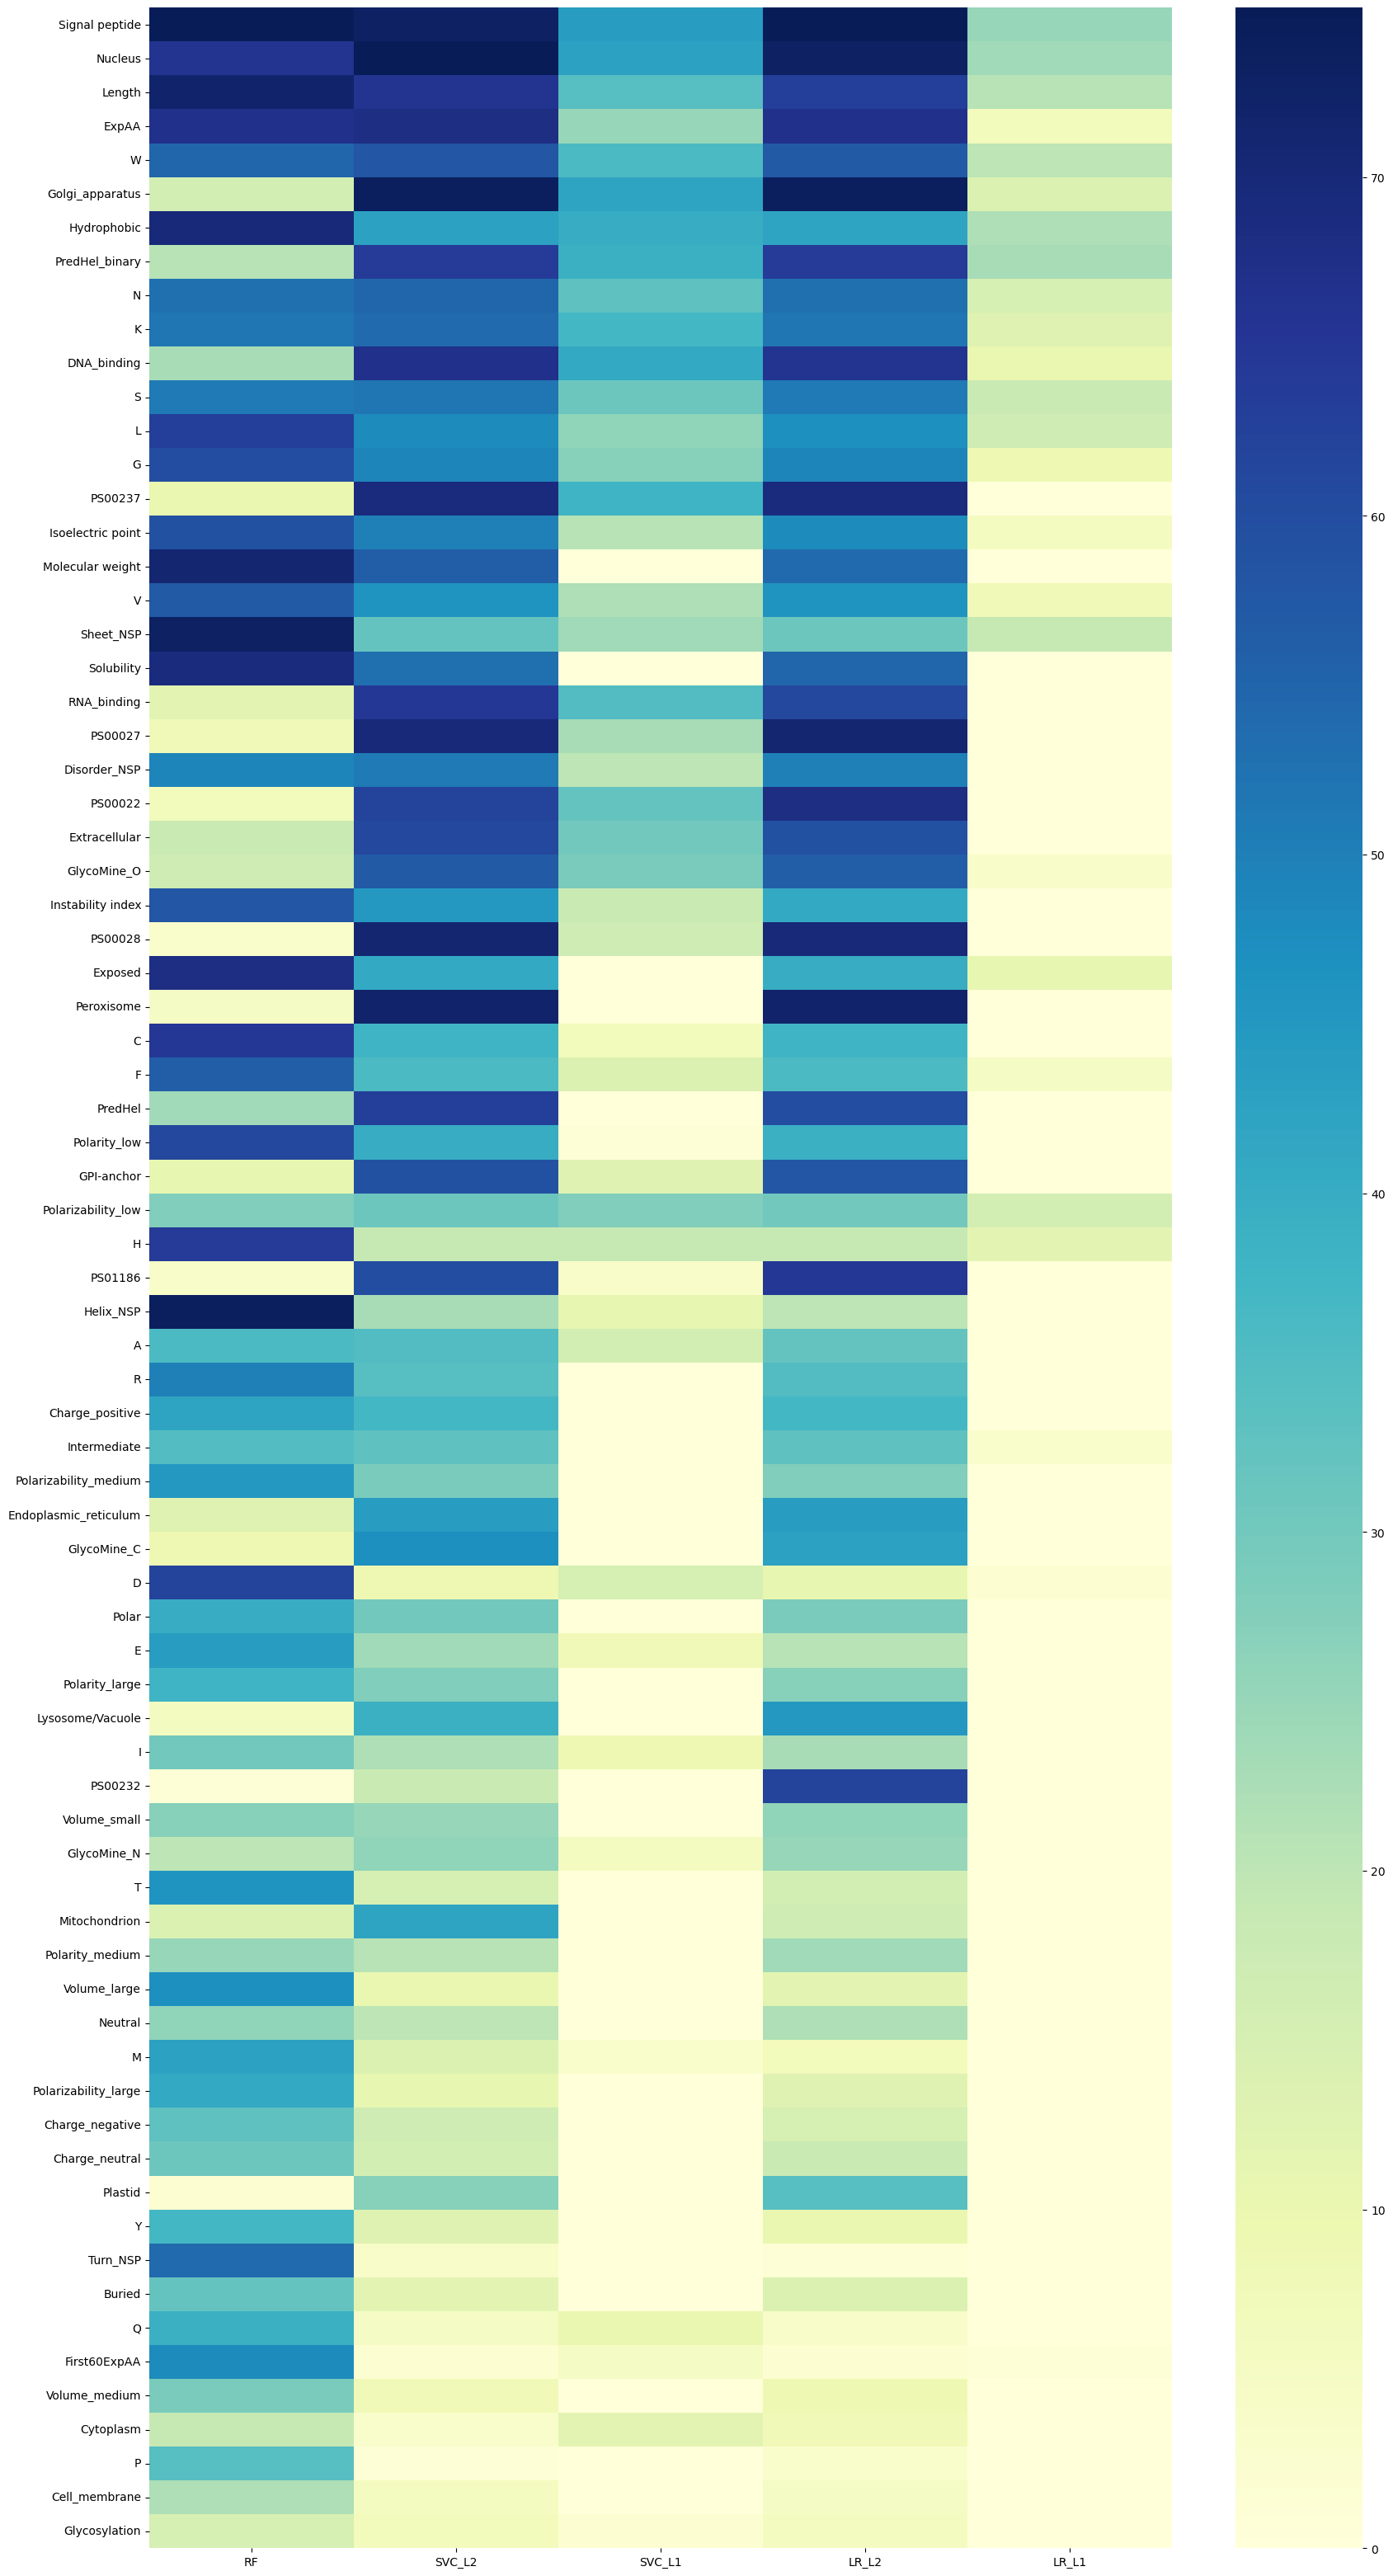 Signal peptide
Nucleus
Length
ExpAA
W
Golgi_apparatus
Hydrophobic
PredHel_binary
N
K
DNA_binding
S
L
G
PS00237
Isoelectric point
Molecular weight
V
Sheet_NSP
Solubility
RNA_binding
PS00027
Disorder_NSP
PS00022
Extracellular
GlycoMine_O
Instability index
PS00028
Exposed
Peroxisome
C
F
PredHel
Polarity_low
GPI-anchor
Polarizability_low
H
PS01186
Helix_NSP
A
R
Charge_positive
Intermediate
Polarizability_medium
Endoplasmic_reticulum
GlycoMine_C
D
Polar
E
Polarity_large
Lysosome/Vacuole
I
PS00232
Volume_small
GlycoMine_N
T
Mitochondrion
Polarity_medium
Volume_large
Neutral
M
Polarizability_large
Charge_negative
Charge_neutral
Plastid
Y
Turn_NSP
Buried
Q
First60ExpAA
Volume_medium
Cytoplasm
P
Cell_membrane
Glycosylation
RF SVC_L2 SVC_L1 LR_L2 LR_L1
70
60
50
40
30
20
10
0